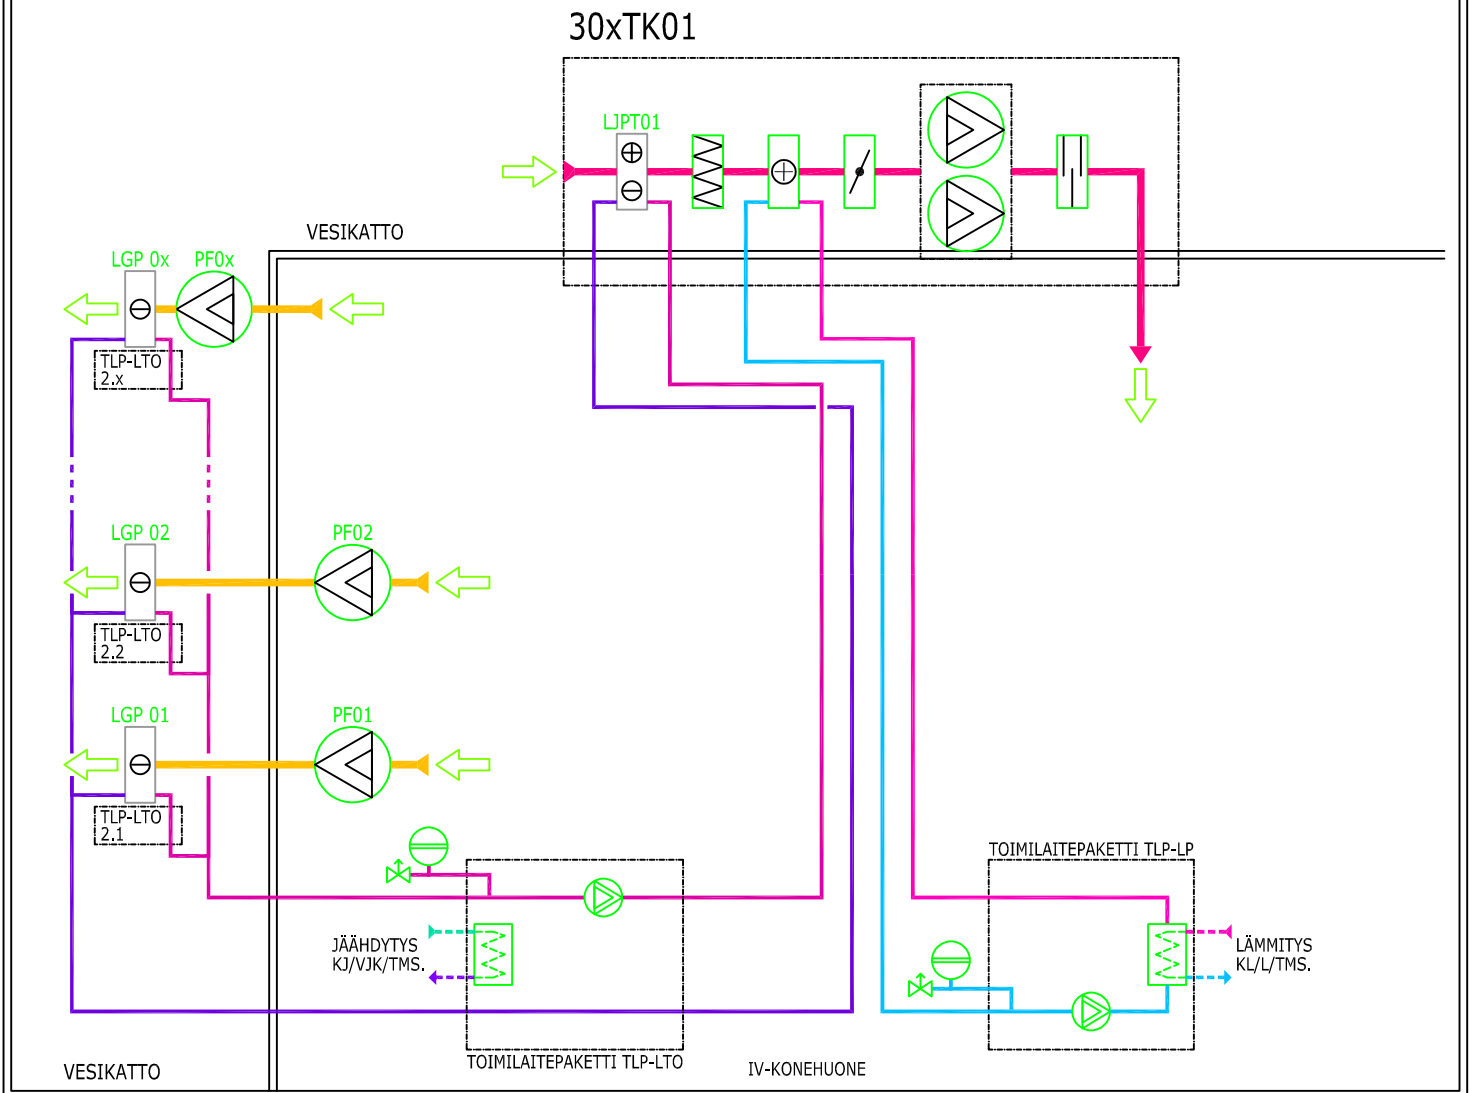 30xTK01
LJPT01
VESIKATTO
LGP 0x
PF0x
TLP-LTO
2.x
LGP 02
PF02
TLP-LTO
2.2
LGP 01
PF01
TLP-LTO
2.1
TOIMILAITEPAKETTI TLP-LP
JÄÄHDYTYS
KJ/VJK/TMS.
LÄMMITYS
KL/L/TMS.
TOIMILAITEPAKETTI TLP-LTO
IV-KONEHUONE
VESIKATTO